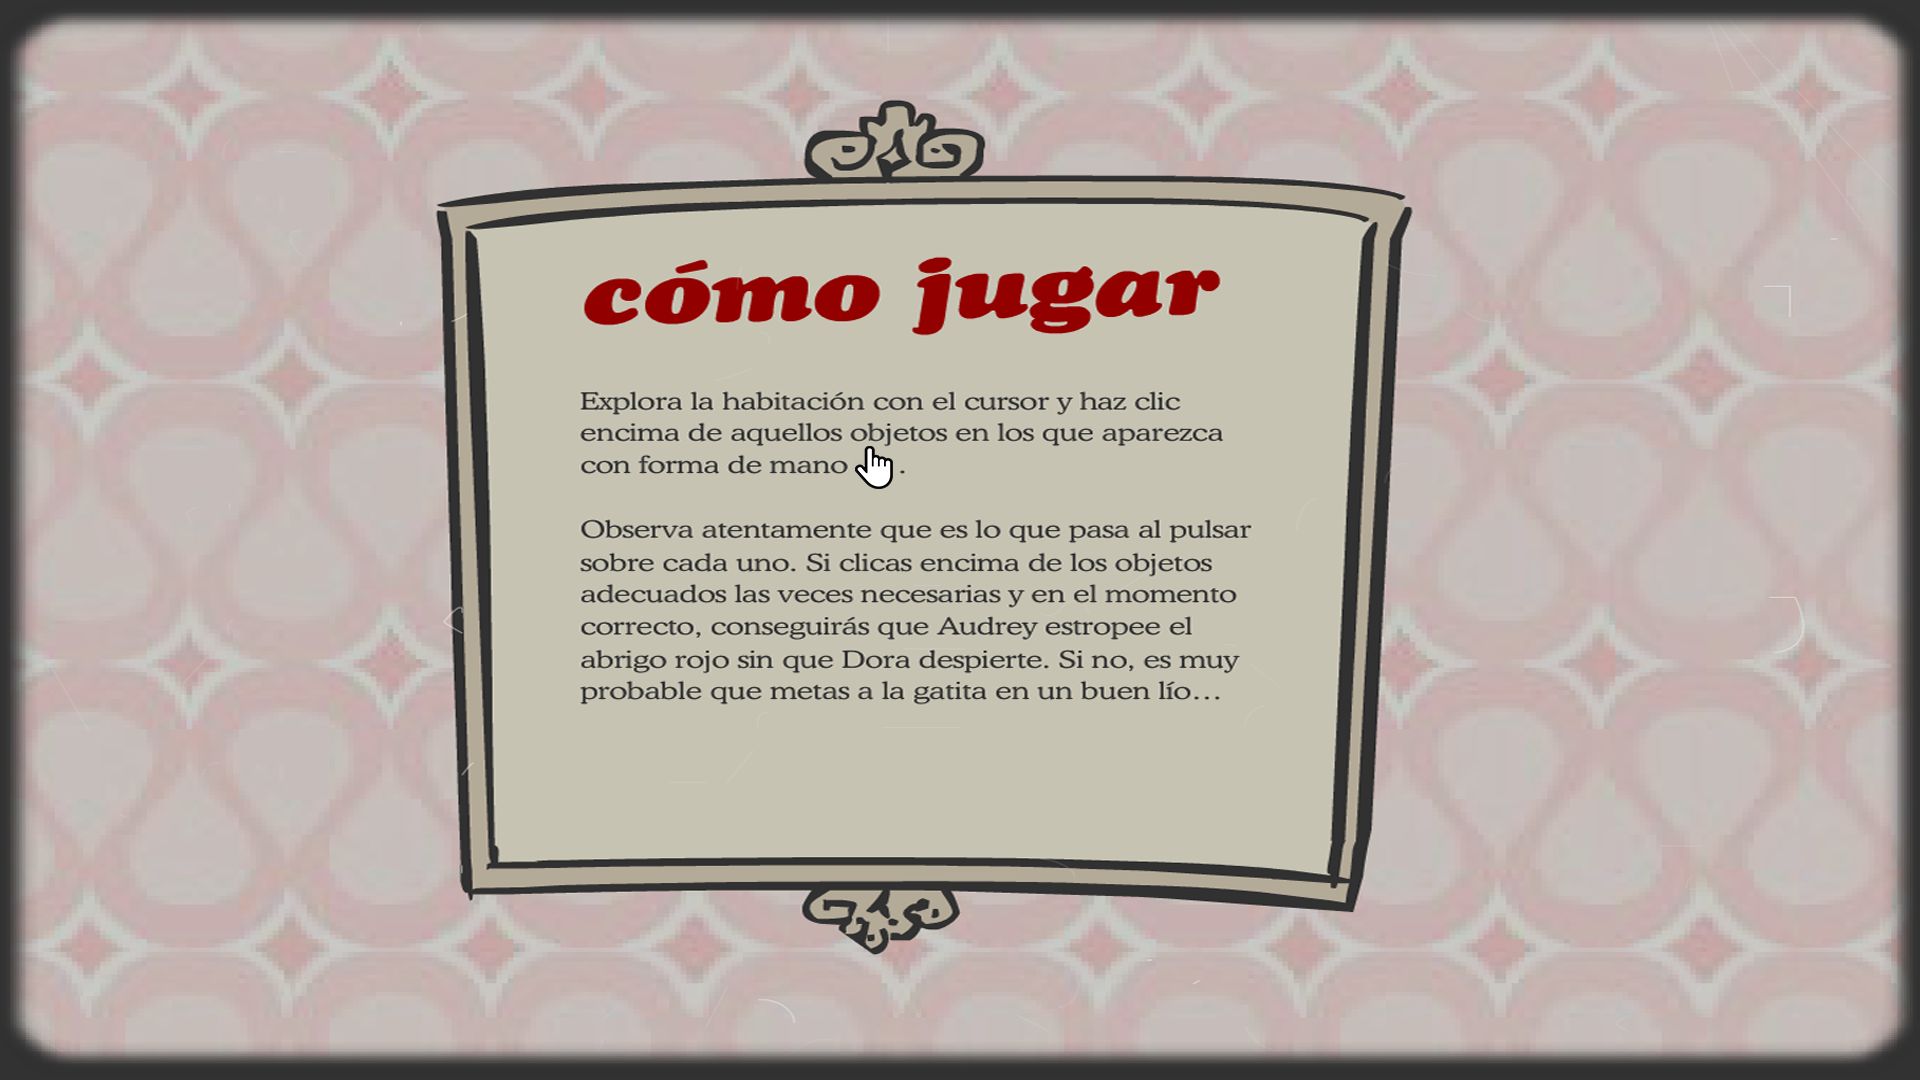 cómo jugar
Explora la habitación con el cursor y haz clic
encima de aquellos objetos en los que aparezca
con forma de mano .
Observa atentamente que es lo que pasa al pulsar
sobre cada uno. Si clicas encima de los objetos
adecuados las veces necesarias y en el momento
correcto, conseguirás que Audrey estropee el
abrigo rojo sin que Dora despierte. Si no, es muy
probable que metas a la gatita en un buen lío...